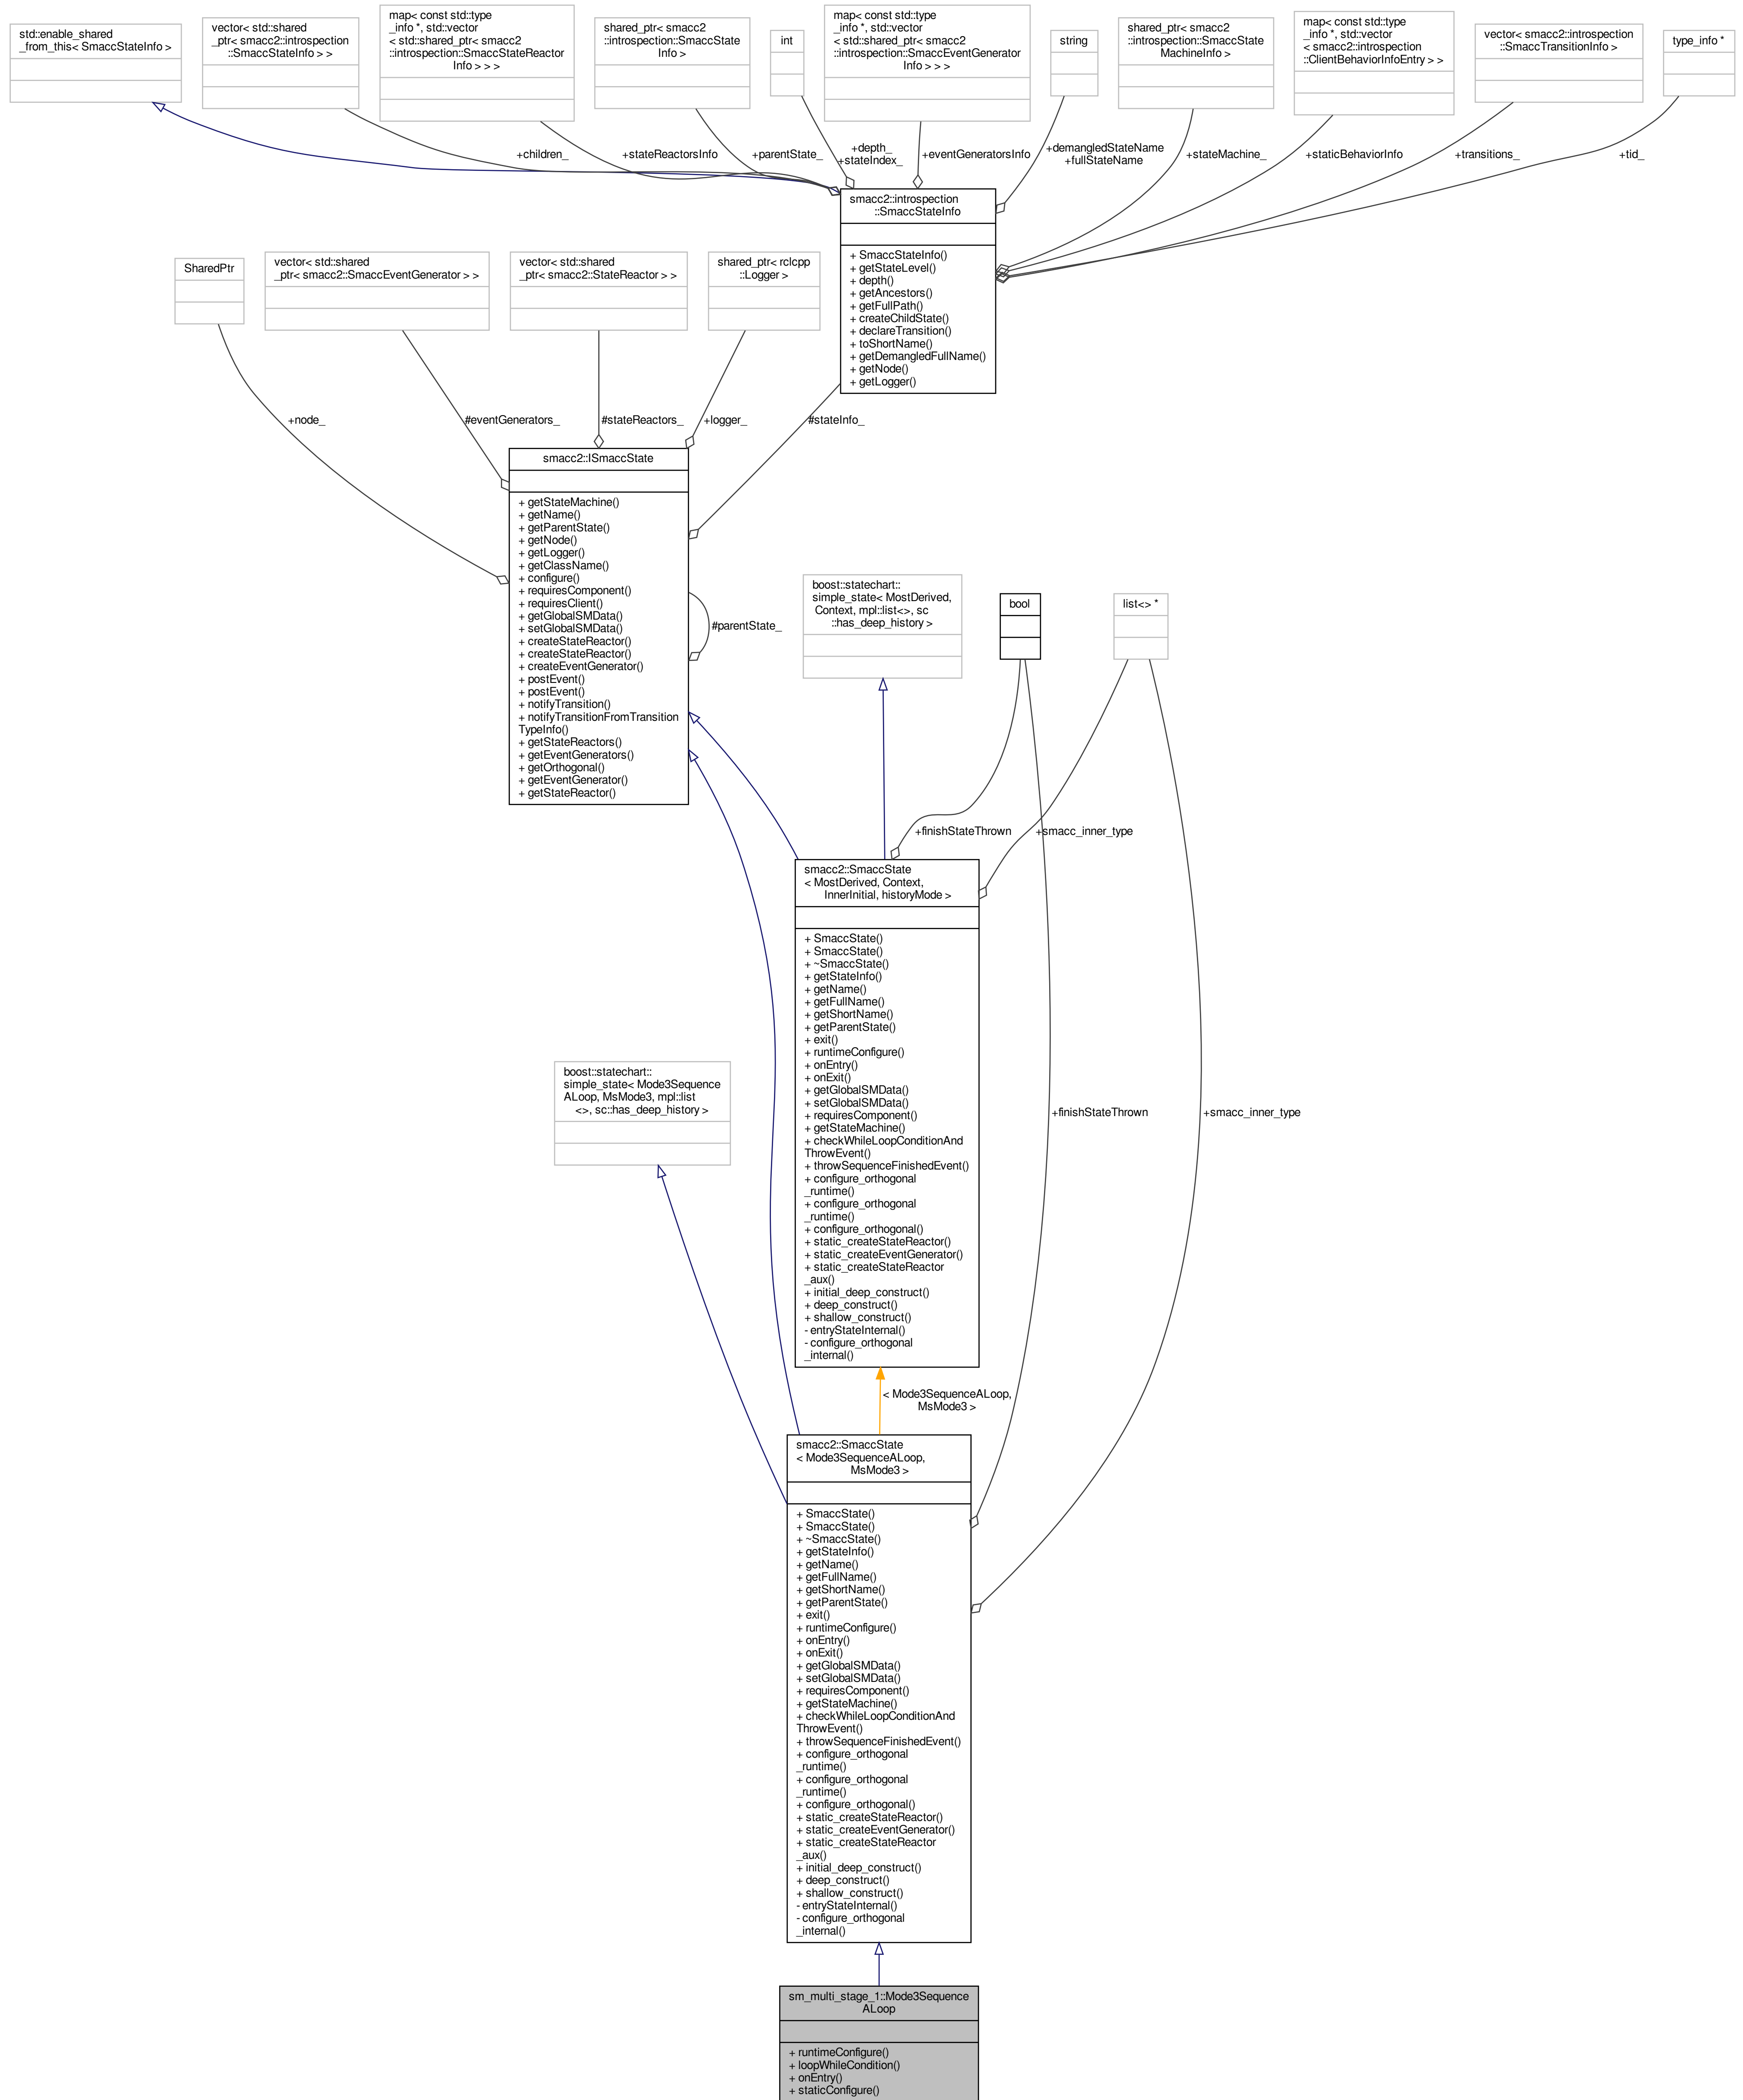 std::enable_shared
_from_this< SmaccStateInfo >
vector< std::shared
_ptr< smacc2::introspection
::SmaccStateInfo > >
map< const std::type
_info *, std::vector
< std::shared_ptr< smacc2
::introspection::SmaccStateReactor
Info > > >
shared_ptr< smacc2
::introspection::SmaccState
Info >
int
map< const std::type
_info *, std::vector
< std::shared_ptr< smacc2
::introspection::SmaccEventGenerator
Info > > >
string
shared_ptr< smacc2
::introspection::SmaccState
MachineInfo >
map< const std::type
_info *, std::vector
< smacc2::introspection
::ClientBehaviorInfoEntry > >
vector< smacc2::introspection
::SmaccTransitionInfo >
type_info *
+children_
+stateReactorsInfo
+parentState_
+depth_
+stateIndex_
+eventGeneratorsInfo
+demangledStateName
+fullStateName
+stateMachine_
+staticBehaviorInfo
+transitions_
+tid_
smacc2::introspection
::SmaccStateInfo
+ SmaccStateInfo()
+ getStateLevel()
+ depth()
+ getAncestors()
+ getFullPath()
+ createChildState()
+ declareTransition()
+ toShortName()
+ getDemangledFullName()
+ getNode()
+ getLogger()
SharedPtr
vector< std::shared
_ptr< smacc2::SmaccEventGenerator > >
vector< std::shared
_ptr< smacc2::StateReactor > >
shared_ptr< rclcpp
::Logger >
+node_
#eventGenerators_
#stateReactors_
+logger_
#stateInfo_
smacc2::ISmaccState
+ getStateMachine()
+ getName()
+ getParentState()
+ getNode()
+ getLogger()
+ getClassName()
+ configure()
+ requiresComponent()
+ requiresClient()
+ getGlobalSMData()
+ setGlobalSMData()
+ createStateReactor()
+ createStateReactor()
+ createEventGenerator()
+ postEvent()
+ postEvent()
+ notifyTransition()
+ notifyTransitionFromTransition
TypeInfo()
+ getStateReactors()
+ getEventGenerators()
+ getOrthogonal()
+ getEventGenerator()
+ getStateReactor()
#parentState_
boost::statechart::
simple_state< MostDerived,
Context, mpl::list<>, sc
::has_deep_history >
bool
list<> *
+finishStateThrown
+smacc_inner_type
smacc2::SmaccState
< MostDerived, Context,
InnerInitial, historyMode >
+ SmaccState()
+ SmaccState()
+ ~SmaccState()
+ getStateInfo()
+ getName()
+ getFullName()
+ getShortName()
+ getParentState()
+ exit()
+ runtimeConfigure()
+ onEntry()
+ onExit()
+ getGlobalSMData()
+ setGlobalSMData()
+ requiresComponent()
+ getStateMachine()
+ checkWhileLoopConditionAnd
ThrowEvent()
+ throwSequenceFinishedEvent()
+ configure_orthogonal
_runtime()
+ configure_orthogonal
_runtime()
+ configure_orthogonal()
+ static_createStateReactor()
+ static_createEventGenerator()
+ static_createStateReactor
_aux()
+ initial_deep_construct()
+ deep_construct()
+ shallow_construct()
- entryStateInternal()
- configure_orthogonal
_internal()
boost::statechart::
simple_state< Mode3Sequence
ALoop, MsMode3, mpl::list
<>, sc::has_deep_history >
+finishStateThrown
+smacc_inner_type
< Mode3SequenceALoop,
MsMode3 >
smacc2::SmaccState
< Mode3SequenceALoop,
MsMode3 >
+ SmaccState()
+ SmaccState()
+ ~SmaccState()
+ getStateInfo()
+ getName()
+ getFullName()
+ getShortName()
+ getParentState()
+ exit()
+ runtimeConfigure()
+ onEntry()
+ onExit()
+ getGlobalSMData()
+ setGlobalSMData()
+ requiresComponent()
+ getStateMachine()
+ checkWhileLoopConditionAnd
ThrowEvent()
+ throwSequenceFinishedEvent()
+ configure_orthogonal
_runtime()
+ configure_orthogonal
_runtime()
+ configure_orthogonal()
+ static_createStateReactor()
+ static_createEventGenerator()
+ static_createStateReactor
_aux()
+ initial_deep_construct()
+ deep_construct()
+ shallow_construct()
- entryStateInternal()
- configure_orthogonal
_internal()
sm_multi_stage_1::Mode3Sequence
ALoop
+ runtimeConfigure()
+ loopWhileCondition()
+ onEntry()
+ staticConfigure()